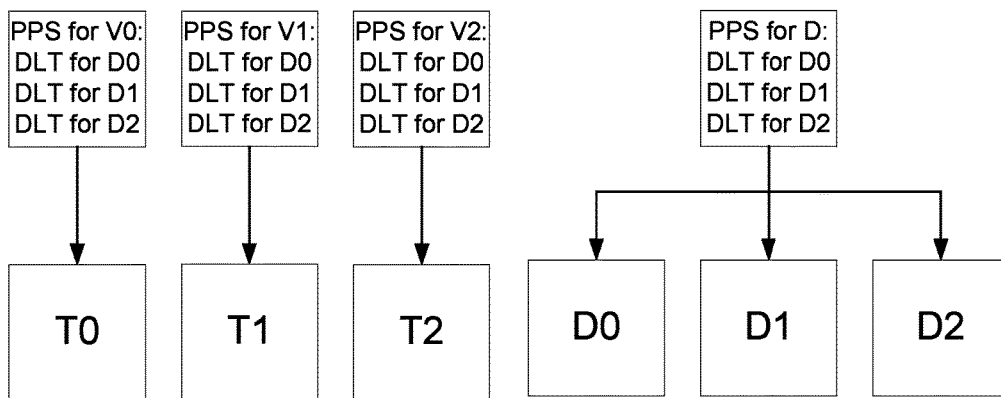 PPS for V0:
DLT for D0
DLT for D1
DLT for D2
PPS for V1:
DLT for D0
DLT for D1
DLT for D2
PPS for V2:
DLT for D0
DLT for D1
DLT for D2
PPS for D:
DLT for D0
DLT for D1
DLT for D2
T0
T1
T2
D0
D1
D2